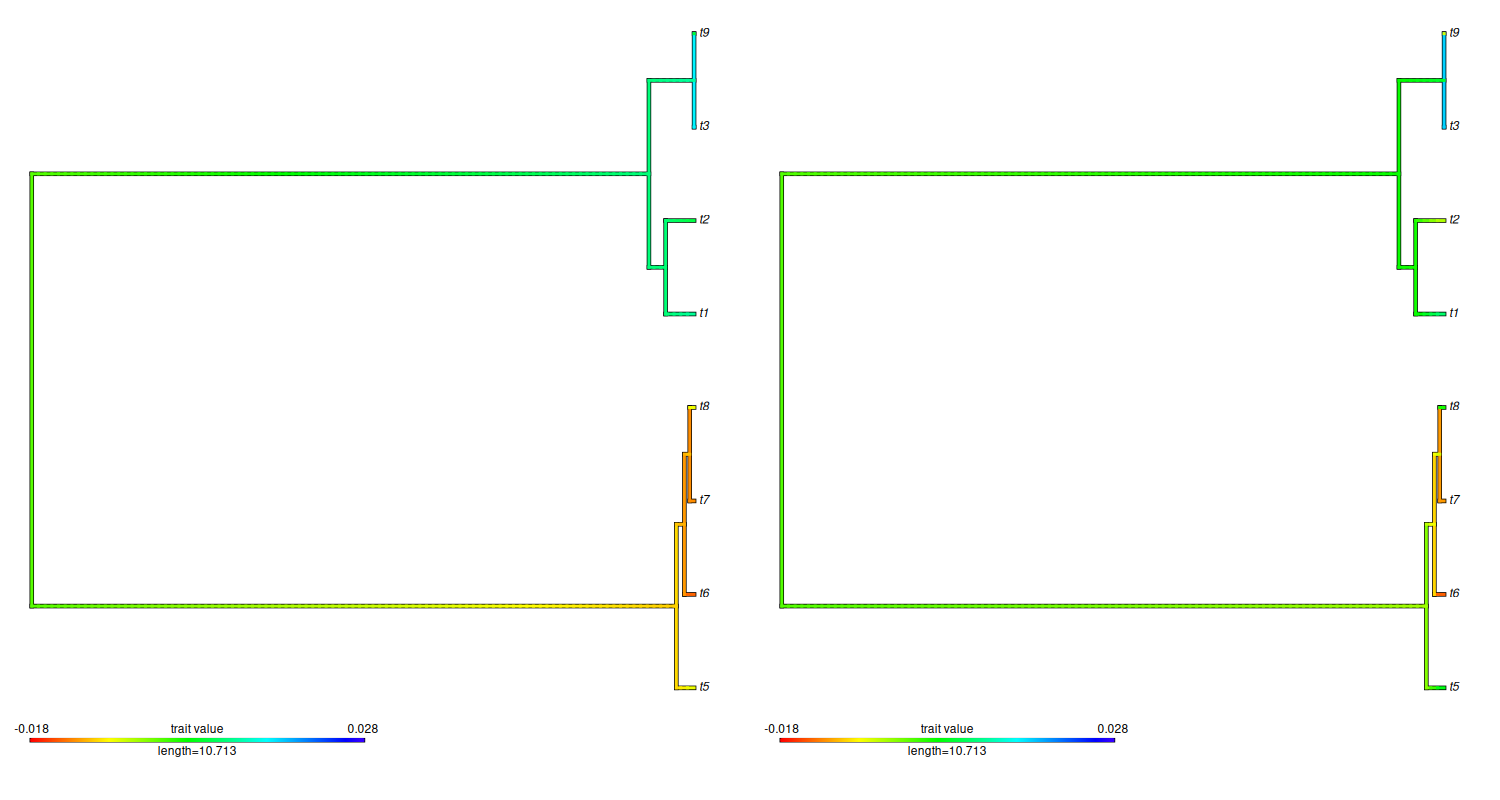 t9
t3
t2
t1
t8
t7
t6
t5
-0.018 trait value 0.028
length=10.713
t9
t3
t2
t1
t8
t7
t6
t5
-0.018 trait value 0.028
length=10.713